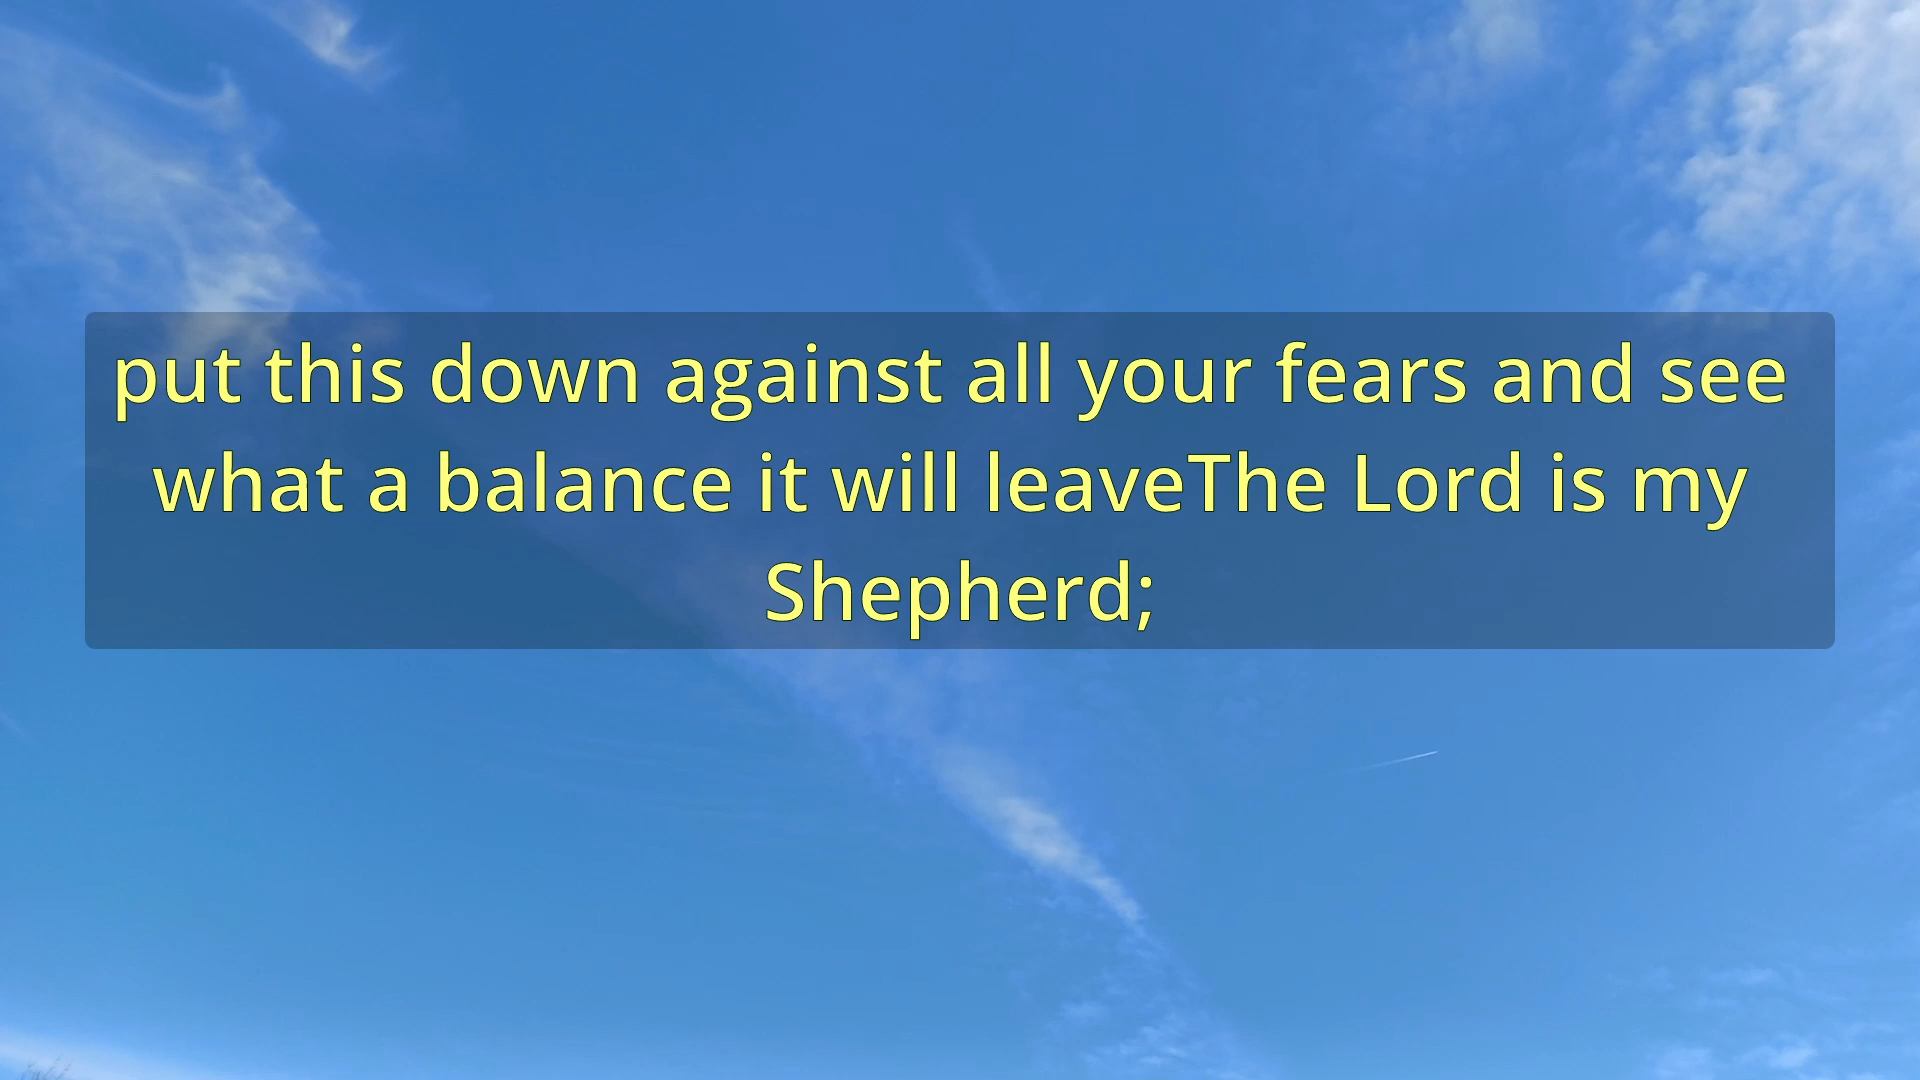 put this down against all your fears and see
what a balance it will leaveThe Lord is my
Shepherd;